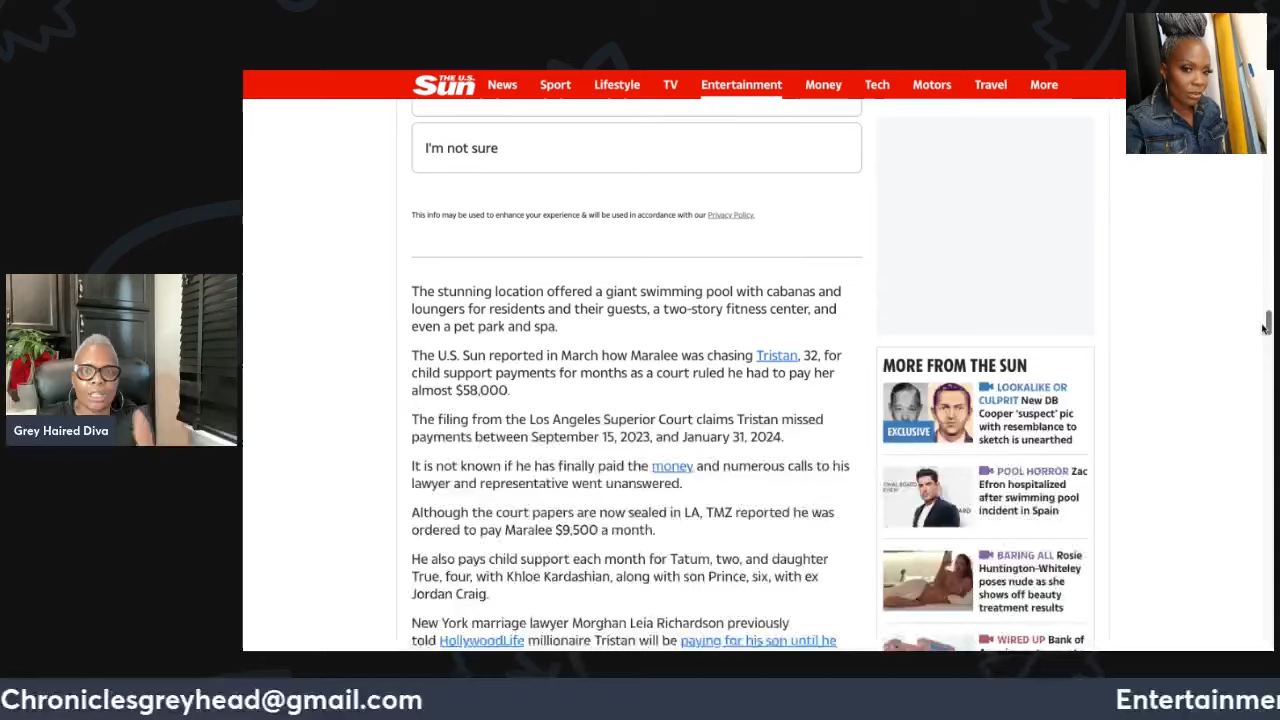 THE U.S.
Sun
News
Sport
Lifestyle
TV
Entertainment
Money
Tech
Motors
Travel
More
I'm not sure
This info may be used to enhance your experience & will be used in accordance with our Privacy Policy.
The stunning location offered a giant swimming pool with cabanas and
loungers for residents and their guests, a two-story fitness center, and
even a pet park and spa.
The U.S. Sun reported in March how Maralee was chasing Tristan, 32, for
child support payments for months as a court ruled he had to pay her
almost $58,000.
The filing from the Los Angeles Superior Court claims Tristan missed
payments between September 15, 2023, and January 31, 2024.
It is not known if he has finally paid the money and numerous calls to his
lawyer and representative went unanswered.
Although the court papers are now sealed in LA, TMZ reported he was
ordered to pay Maralee $9,500 a month.
He also pays child support each month for Tatum, two, and daughter
True, four, with Khloe Kardashian, along with son Prince, six, with ex
Jordan Craig.
New York marriage lawyer Morghan Leia Richardson previously
told HollywoodLife millionaire Tristan will be paying for his son until he
MORE FROM THE SUN
LOOKALIKE OR
CULPRIT New DB
Cooper 'suspect' pic
with resemblance to
sketch is unearthed
EXCLUSIVE
POOL HORROR Zac
Efron hospitalized
after swimming pool
incident in Spain
BARING ALL Rosie
Huntington-Whiteley
poses nude as she
shows off beauty
treatment results
WIRED UP Bank of
Grey Haired Diva
Chroniclesgreyhead@gmail.com
Entertainme